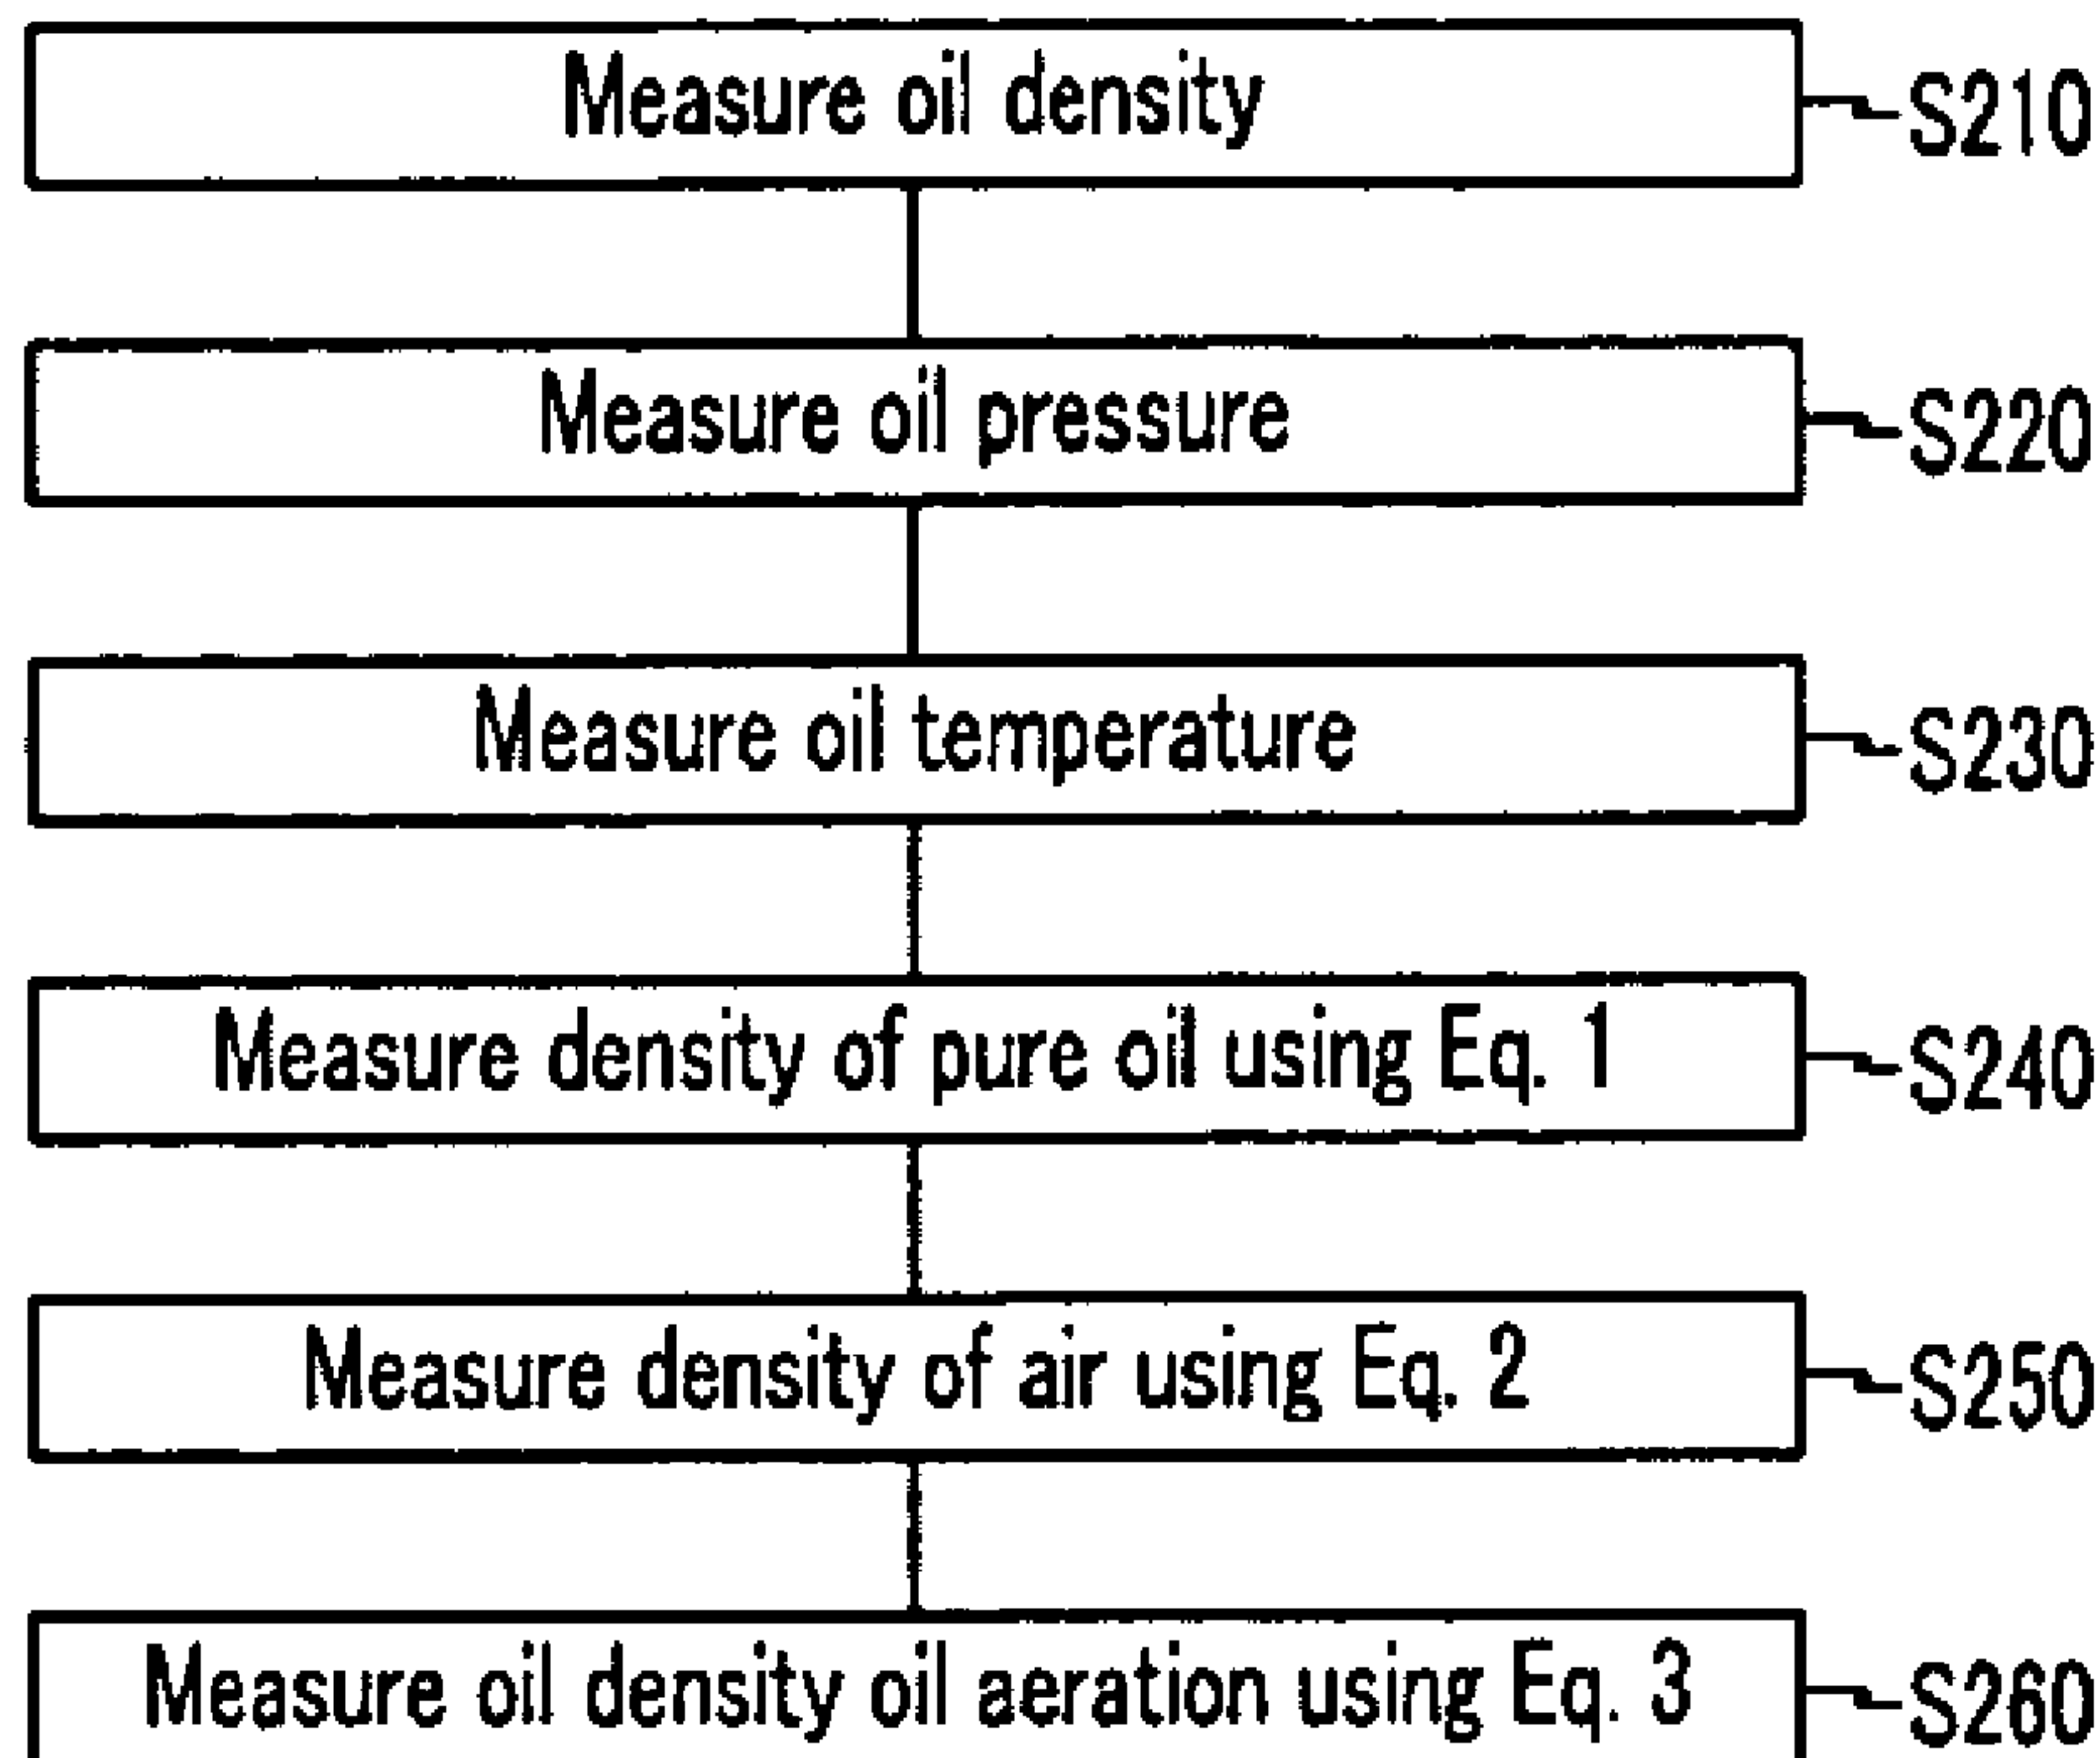 Measure oil density S210
Measure oil pressure S220
Measure oil temperature S230
Measure density of pure oil using Eq. 1 S240
Measure density of air using Eq. 2 S250
Measure oil density oil aeration using Eq. 3 S260